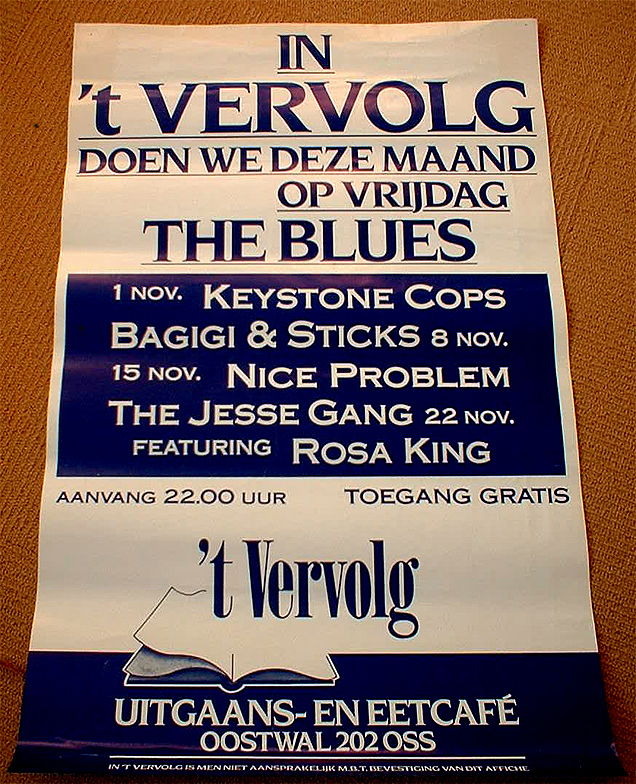 IN
't VERVOLG
DOEN WE DEZE MAAND
OP VRIJDAG
THE BLUES
1 NOV. KEYSTONE COPS
BAGIGI & STICKS 8 NOV.
15 NOV. NICE PROBLEM
THE JESSE GANG 22 NOV.
FEATURING ROSA KING
AANVANG 22.00 UUR TOEGANG GRATIS
't Vervolg
UITGAANS- EN EETCAFÉ
OOSTWAL 202 OSS
IN 'T VERVOLG IS MEN NIET AANSPRAKELIJK M.B.T. BEVESTIGING VAN DIT AFFICHE